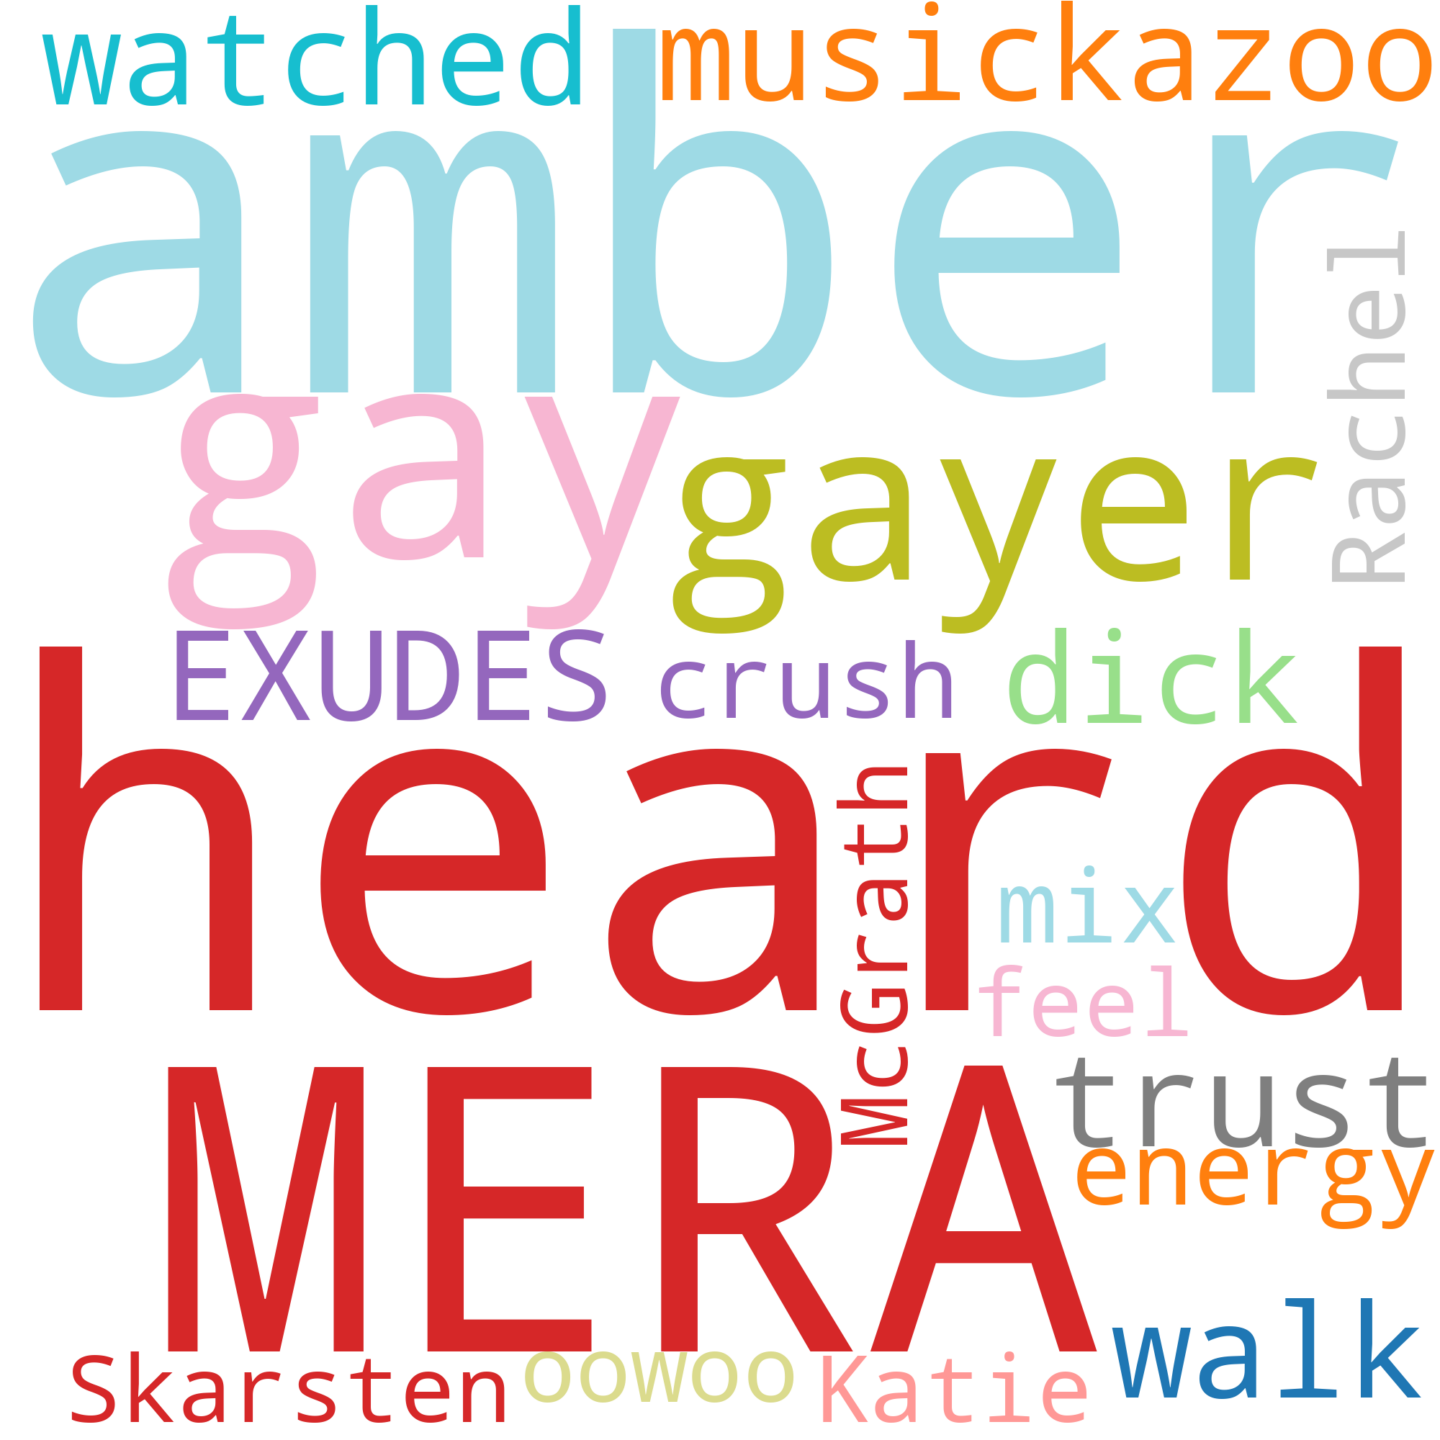 watched
musickazoo
amber
Rachel
gay
gayer
EXUDES
crush
dick
heard
McGrath
mix
feel
MERA
trust
energy
walk
Skarsten
oowoo
Katie